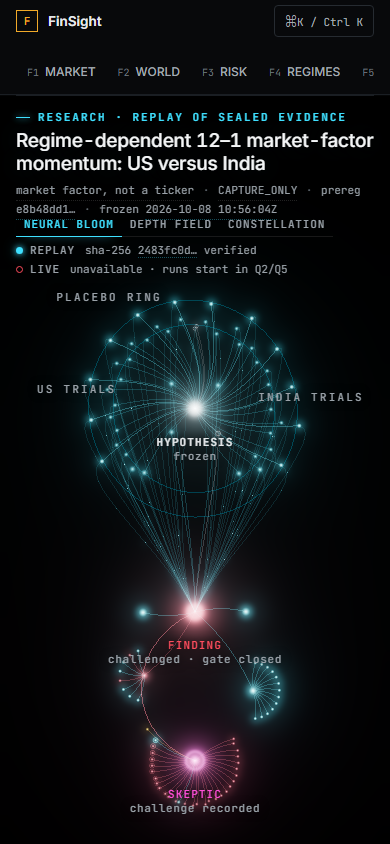 F FinSight ⌘K / Ctrl K
F1 MARKET F2 WORLD F3 RISK F4 REGIMES F5
RESEARCH · REPLAY OF SEALED EVIDENCE
Regime-dependent 12–1 market-factor
momentum: US versus India
market factor, not a ticker · CAPTURE_ONLY · prereg
e8b48dd1… · frozen 2026-10-08 10:56:04Z
NEURAL BLOOM DEPTH FIELD CONSTELLATION
REPLAY sha-256 2483fc0d… verified
LIVE unavailable · runs start in Q2/Q5
PLACEBO RING
US TRIALS
INDIA TRIALS
HYPOTHESIS
frozen
FINDING
challenged · gate closed
SKEPTIC
challenge recorded